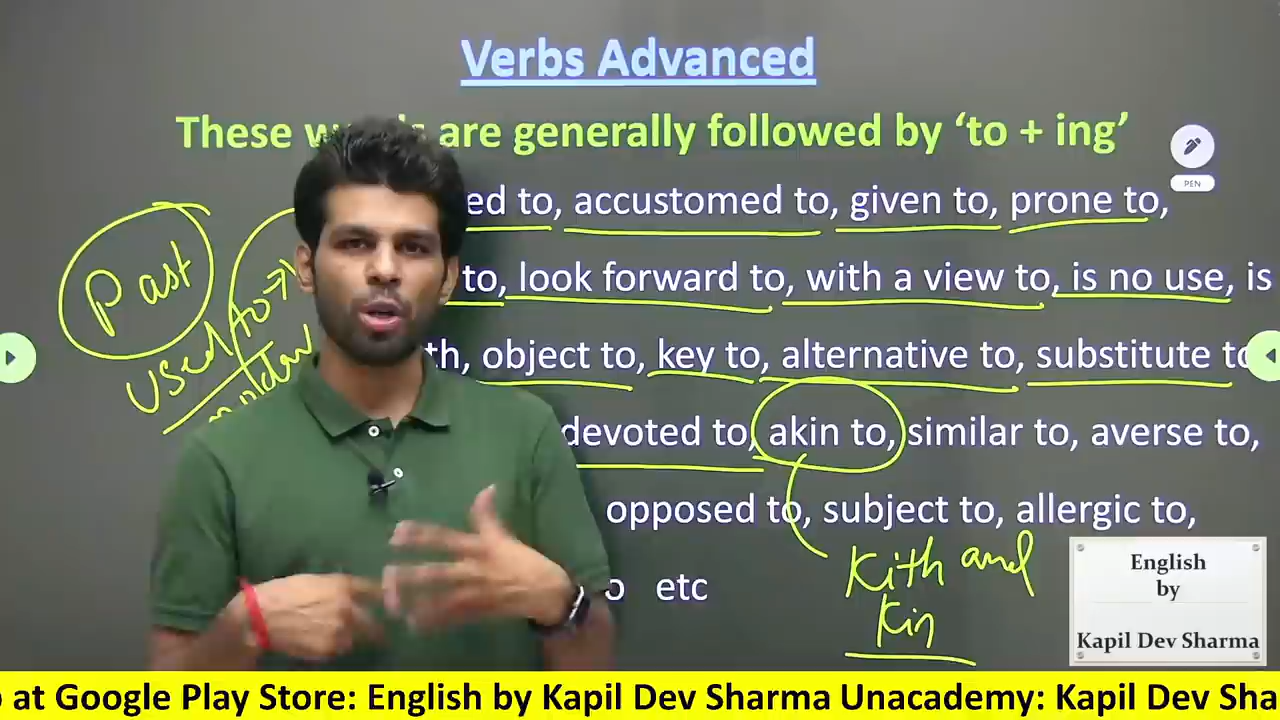 Verbs Advanced
These are generally followed by ‘to + ing’
PEN
to, accustomed to, given to, prone to,
to, look forward to, with a view to, is no use, is
object to, key to, alternative to, substitute to
devoted to, akin to, similar to, averse to,
opposed to, subject to, allergic to,
etc
Past
used to
Kith and
Kin
English
by
Kapil Dev Sharma
at Google Play Store: English by Kapil Dev Sharma Unacademy: Kapil Dev Sha